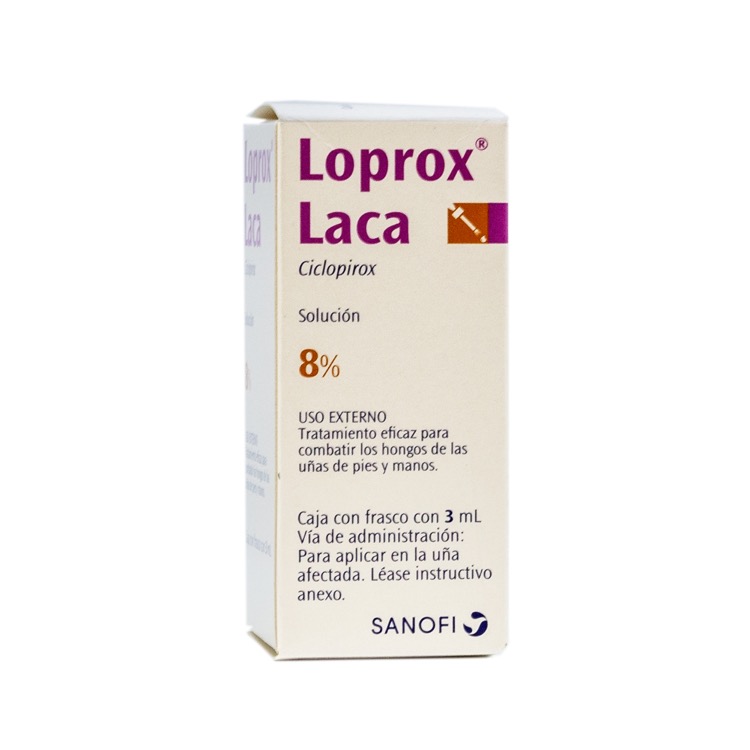 Loprox®
Laca
Ciclopirox
Solución
8%
USO EXTERNO
Tratamiento eficaz para
combatir los hongos de las
uñas de pies y manos.
Caja con frasco con 3 mL
Vía de administración:
Para aplicar en la uña
afectada. Léase instructivo
anexo.
SANOFI
Loprox
Laca